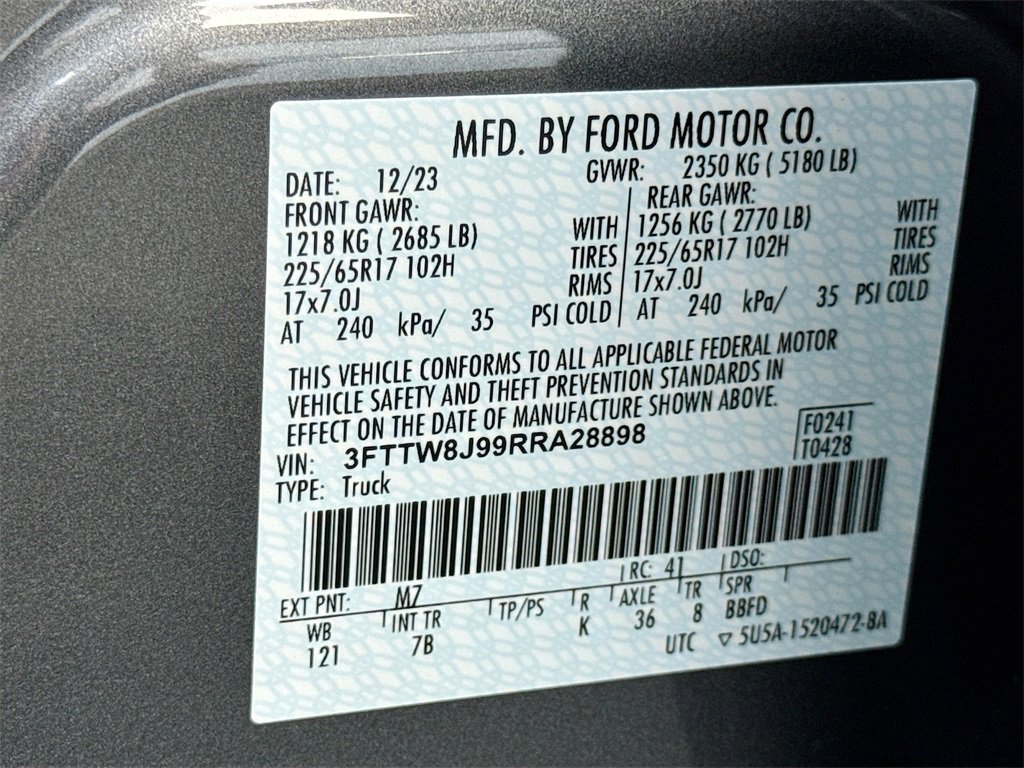 MFD. BY FORD MOTOR CO.
DATE: 12/23 GVWR: 2350 KG ( 5180 LB)
FRONT GAWR: REAR GAWR:
1218 KG ( 2685 LB) WITH 1256 KG ( 2770 LB) WITH
225/65R17 102H TIRES 225/65R17 102H TIRES
17x7.0J RIMS 17x7.0J RIMS
AT 240 kPa/ 35 PSI COLD AT 240 kPa/ 35 PSI COLD
THIS VEHICLE CONFORMS TO ALL APPLICABLE FEDERAL MOTOR
VEHICLE SAFETY AND THEFT PREVENTION STANDARDS IN
EFFECT ON THE DATE OF MANUFACTURE SHOWN ABOVE.
VIN: 3FTTW8J99RRA28898 F0241
TYPE: Truck T0428
EXT PNT: M7 RC: 41 DSO:
WB INT TR TP/PS R AXLE TR SPR
121 7B K 36 8 BBFD
UTC ▽ 5U5A-1520472-BA